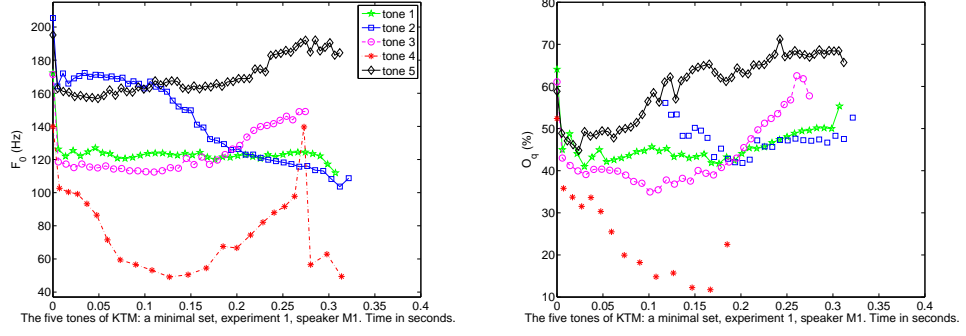 tone 1
tone 2
tone 3
tone 4
tone 5
200
180
160
140
120
100
80
60
40
F0 (Hz)
0 0.05 0.1 0.15 0.2 0.25 0.3 0.35 0.4
The five tones of KTM: a minimal set, experiment 1, speaker M1. Time in seconds.
80
70
60
50
40
30
20
10
Oq (%)
0 0.05 0.1 0.15 0.2 0.25 0.3 0.35 0.4
The five tones of KTM: a minimal set, experiment 1, speaker M1. Time in seconds.